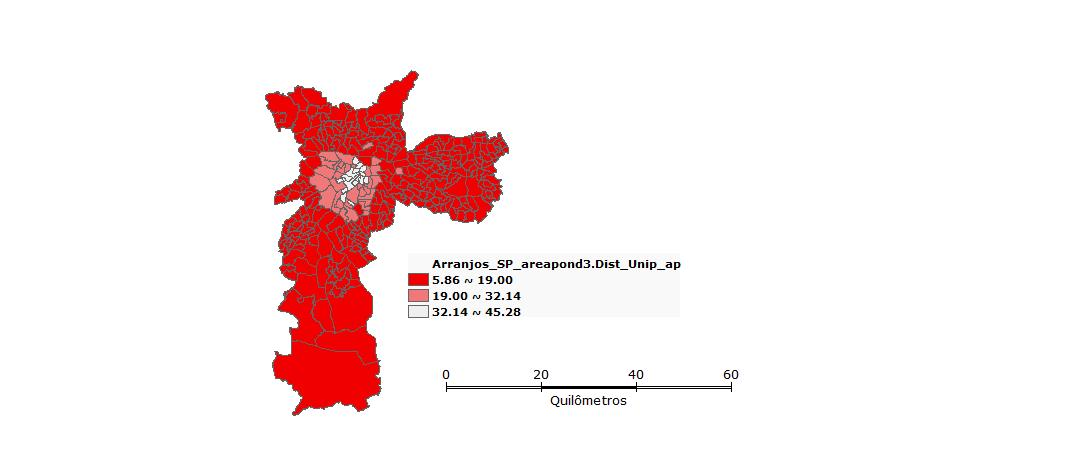 Arranjos_SP_areapond3.Dist_Unip_ap
5.86 ~ 19.00
19.00 ~ 32.14
32.14 ~ 45.28
0 20 40 60
Quilômetros